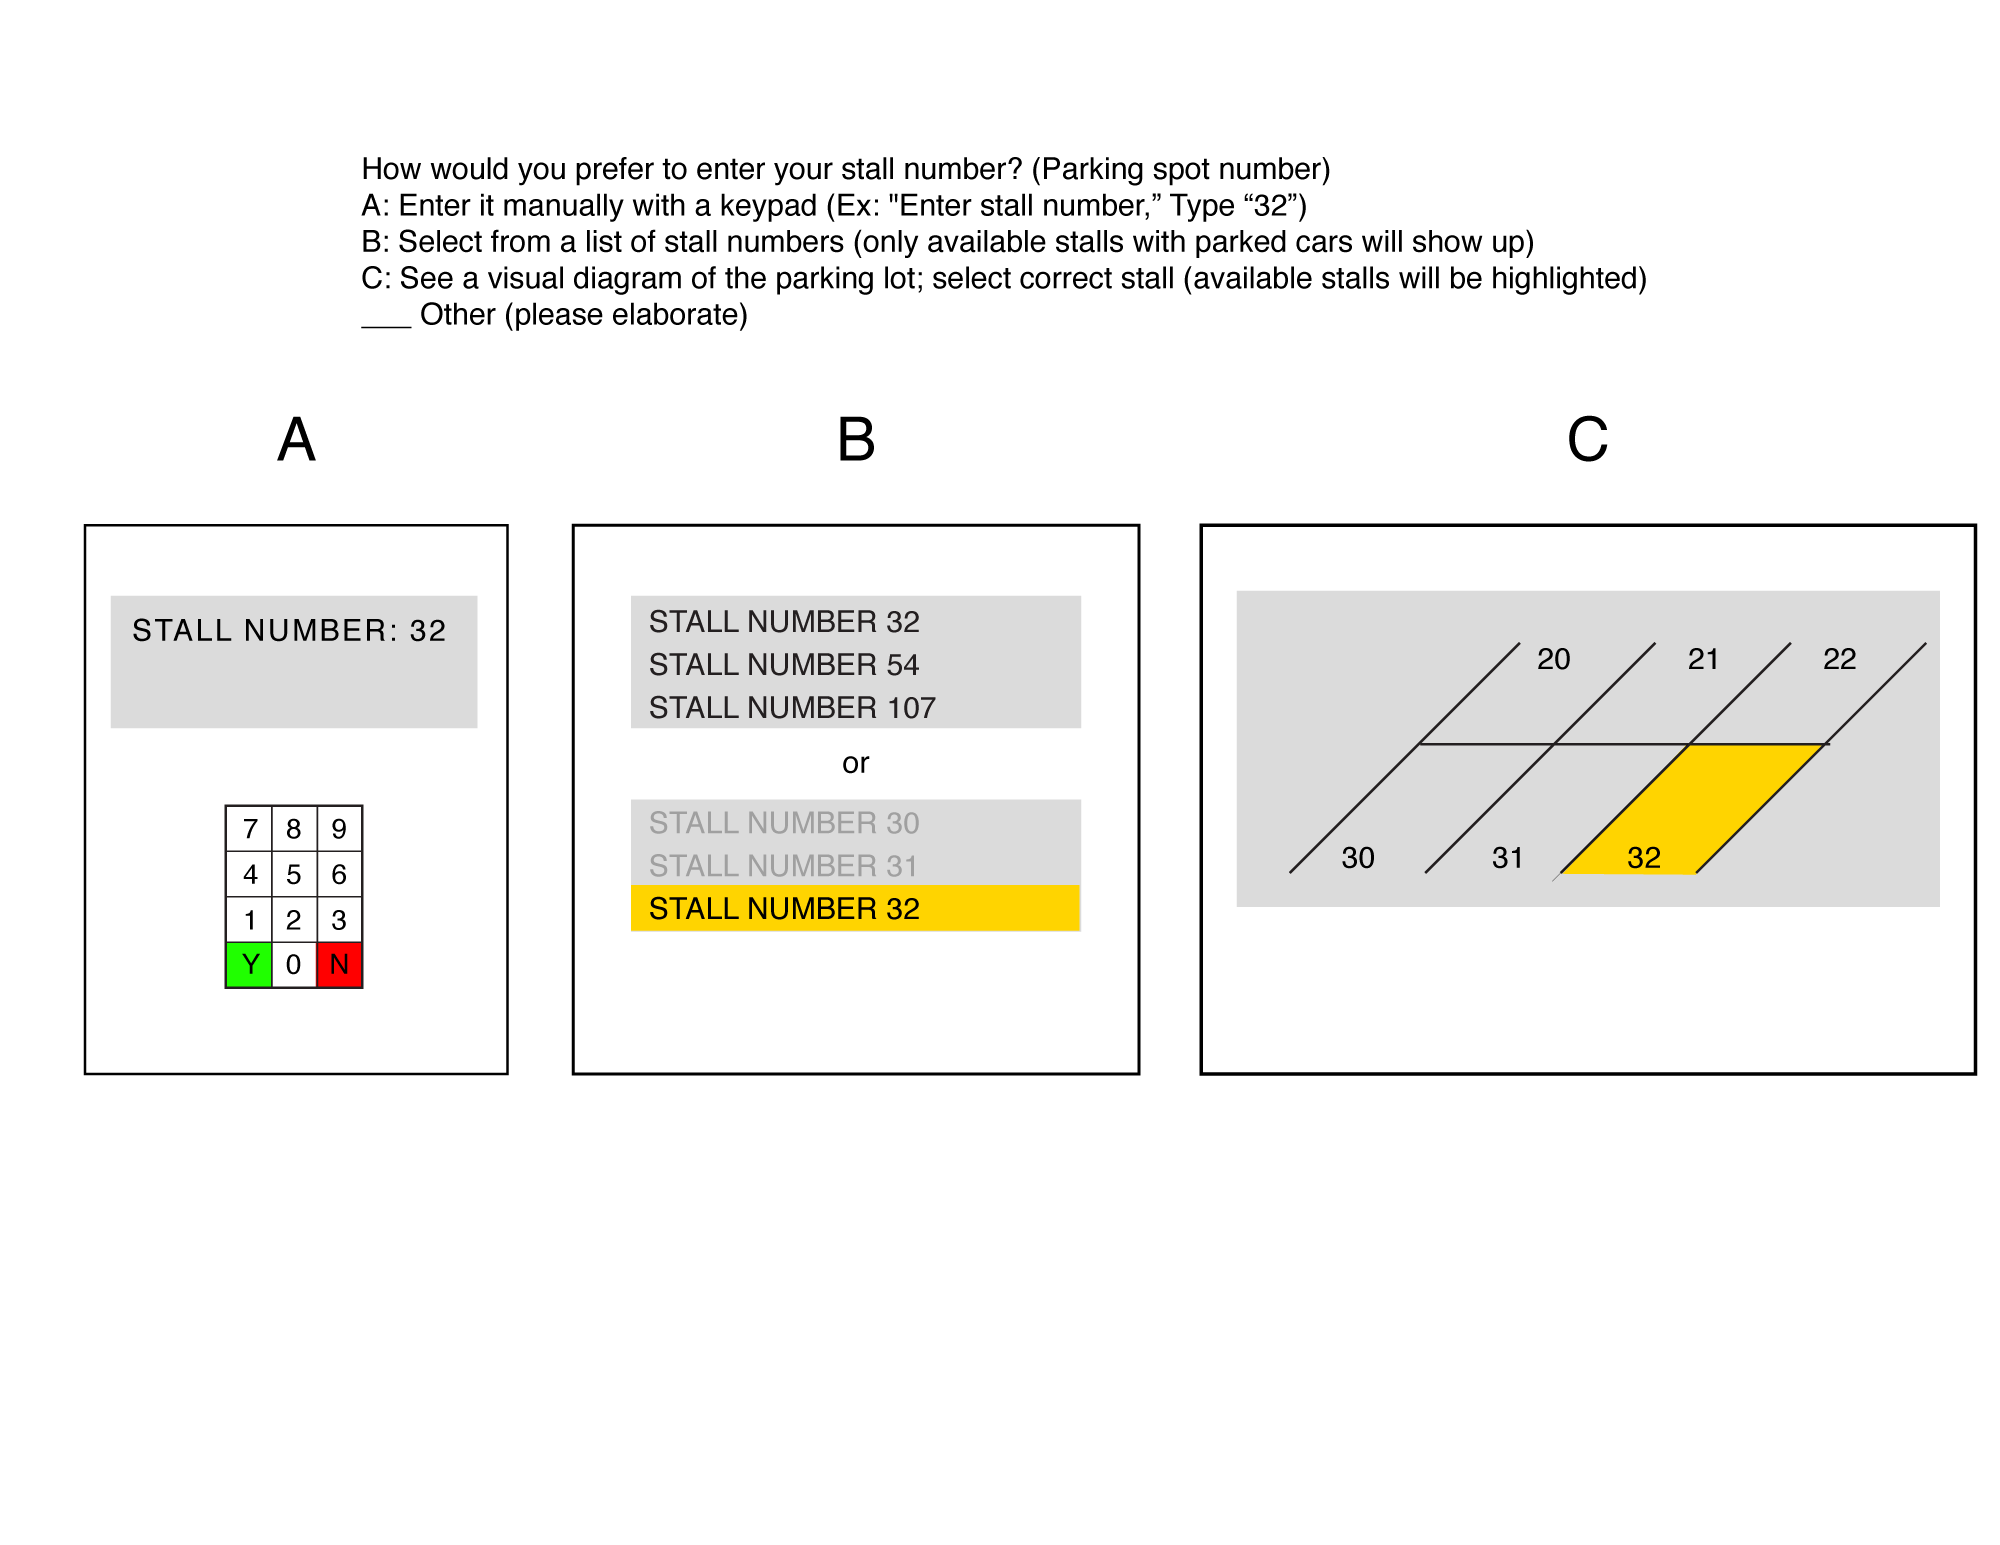 How would you prefer to enter your stall number? (Parking spot number)
A: Enter it manually with a keypad (Ex: "Enter stall number,” Type “32”)
B: Select from a list of stall numbers (only available stalls with parked cars will show up)
C: See a visual diagram of the parking lot; select correct stall (available stalls will be highlighted)
___ Other (please elaborate)
A
B
C
STALL NUMBER: 32
7 8 9
4 5 6
1 2 3
Y 0 N
STALL NUMBER 32
STALL NUMBER 54
STALL NUMBER 107
or
STALL NUMBER 30
STALL NUMBER 31
STALL NUMBER 32
20 21 22
30 31 32